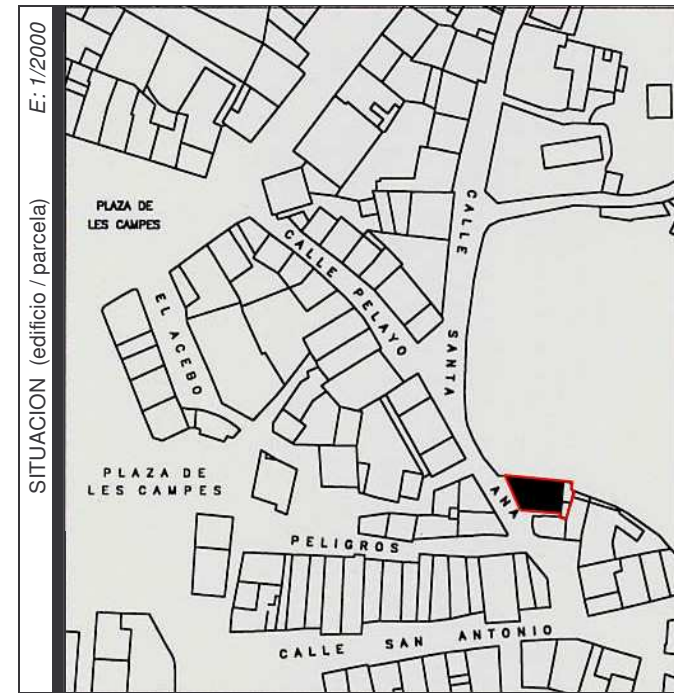 SITUACION (edificio / parcela) E: 1/2000
PLAZA DE
LES CAMPES
CALLE PELAYO
CALLE SANTA ANA
EL ACEBO
PLAZA DE
LES CAMPES
PELIGROS
CALLE SAN ANTONIO